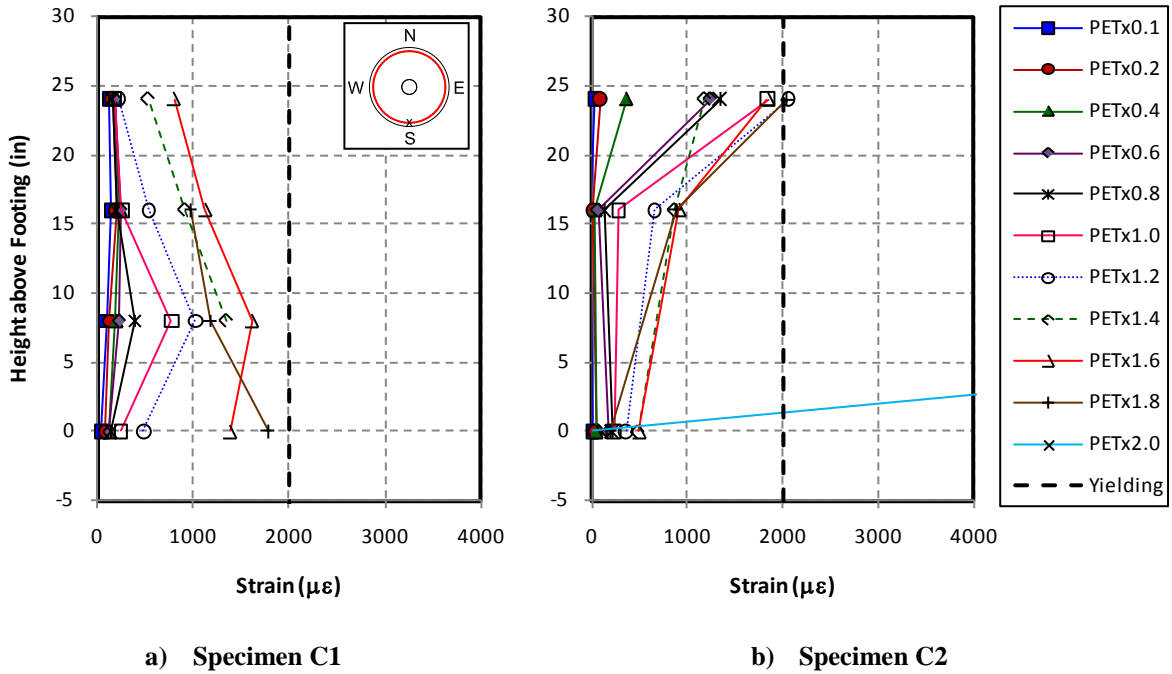 30
25
20
15
10
5
0
-5
Height above Footing (in)
N
W
E
x
S
0
1000
2000
3000
4000
Strain (με)
a) Specimen C1
30
25
20
15
10
5
0
-5
0
1000
2000
3000
4000
Strain (με)
b) Specimen C2
PETx0.1
PETx0.2
PETx0.4
PETx0.6
PETx0.8
PETx1.0
PETx1.2
PETx1.4
PETx1.6
PETx1.8
PETx2.0
Yielding